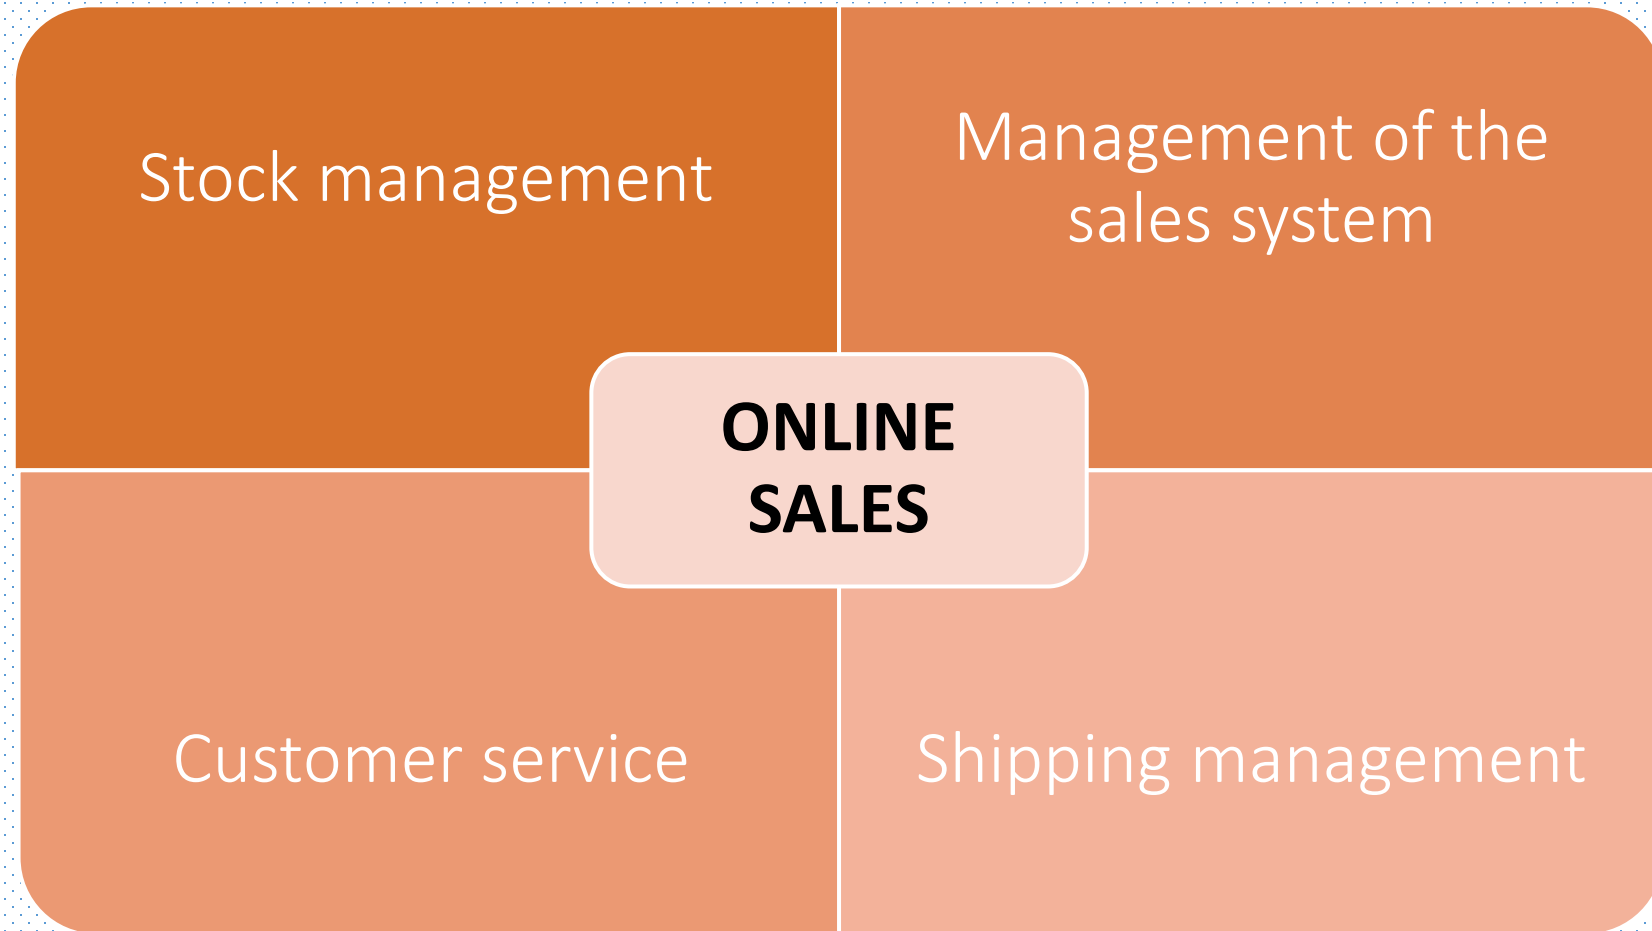 Stock management
Management of the
sales system
ONLINE
SALES
Customer service
Shipping management